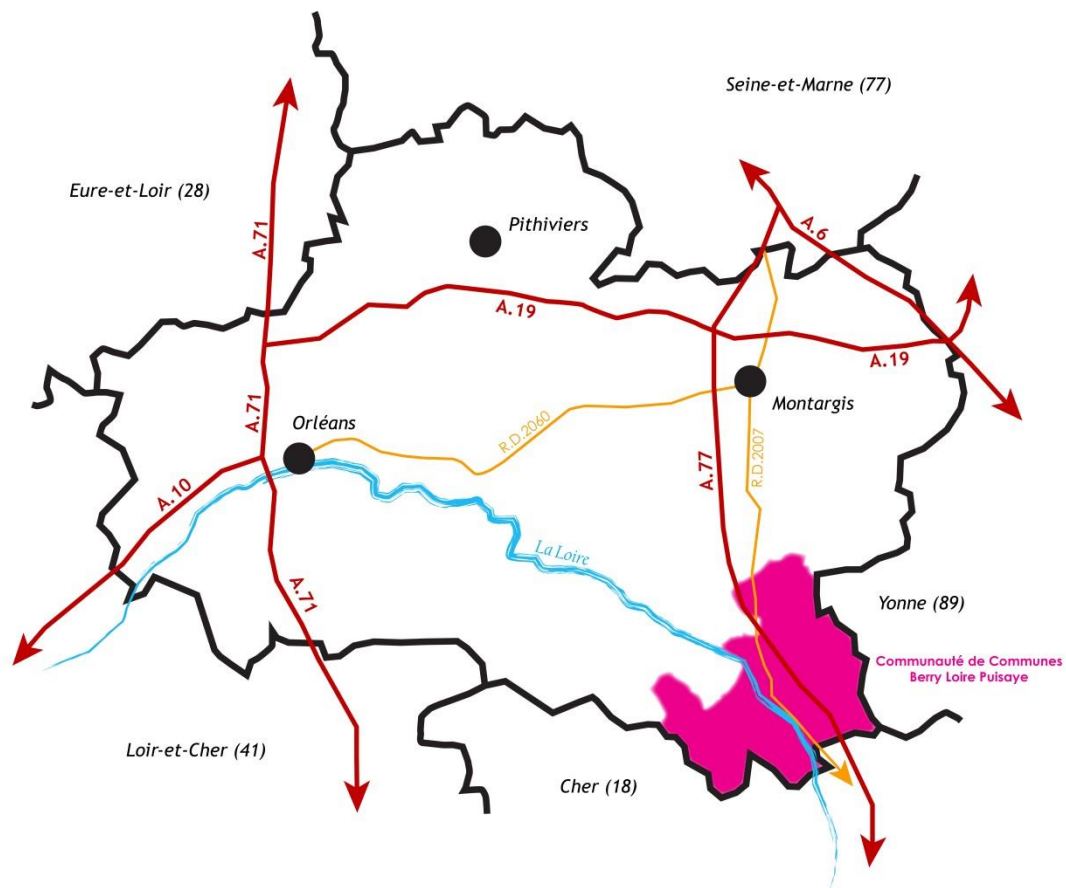 Seine-et-Marne (77)
Eure-et-Loir (28)
Pithiviers
A.6
A.71
A.19
A.19
Montargis
A.71
Orléans
R.D.2060
R.D.2007
A.77
A.10
La Loire
A.71
Yonne (89)
Communauté de Communes
Berry Loire Puisaye
Loir-et-Cher (41)
Cher (18)